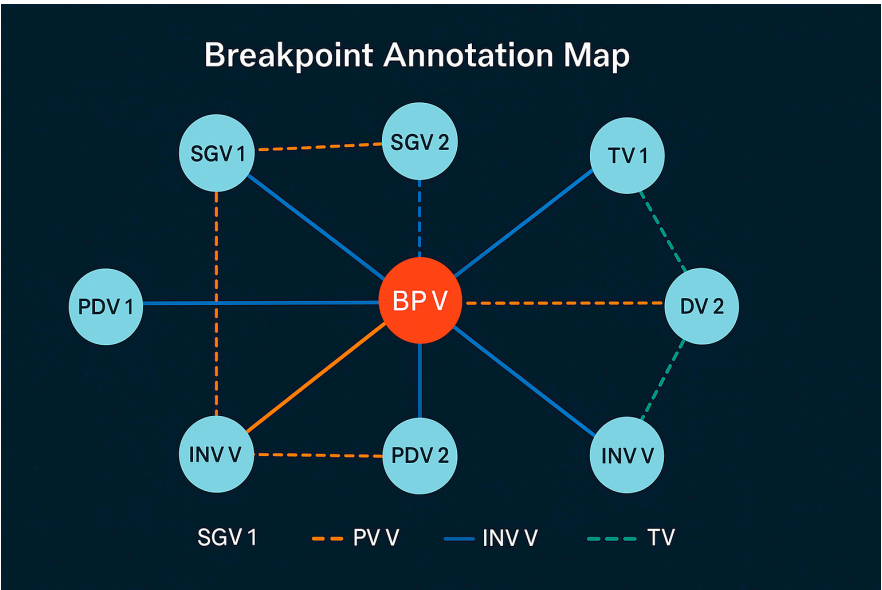 Breakpoint Annotation Map
SGV 1
SGV 2
TV 1
PDV 1
BP V
DV 2
INV V
PDV 2
INV V
SGV 1
PV V
INV V
TV